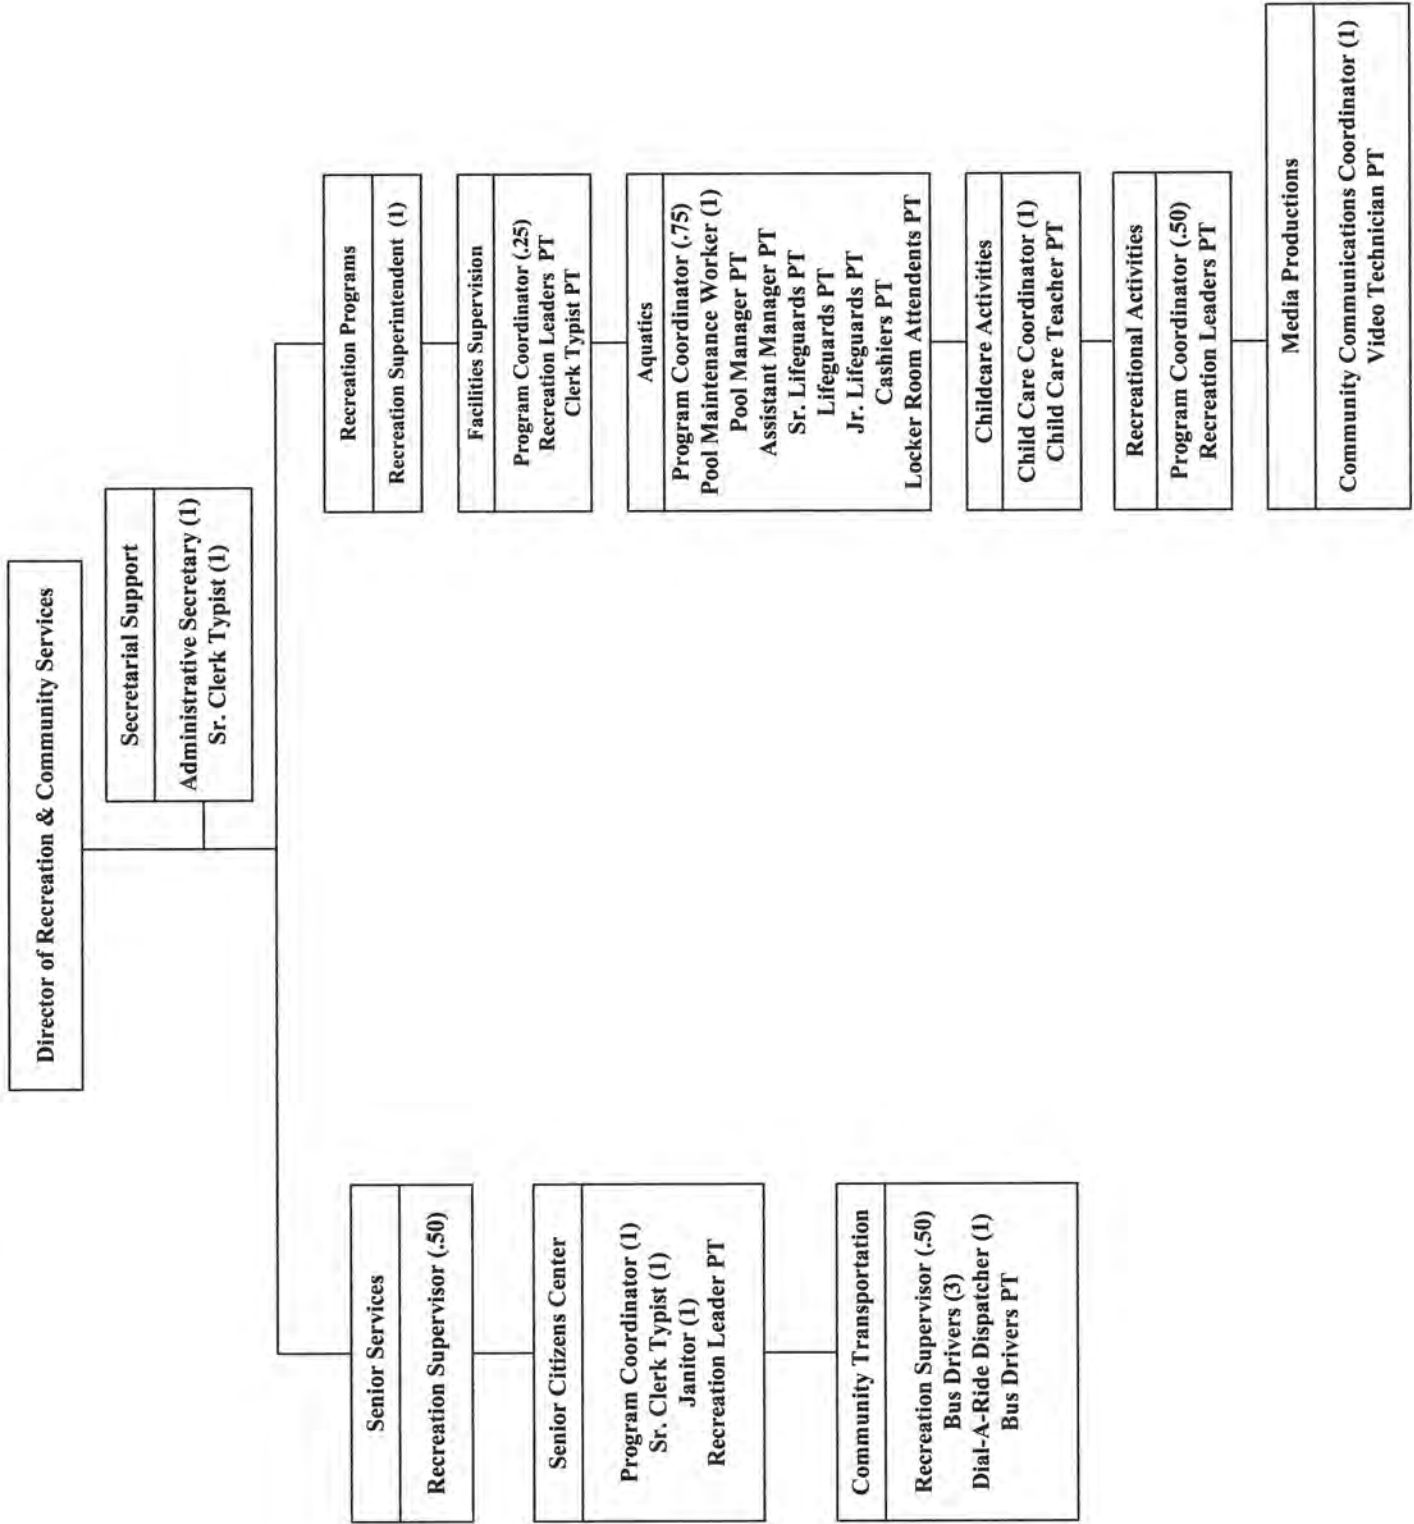 Director of Recreation & Community Services
Secretarial Support
Administrative Secretary (1)
Sr. Clerk Typist (1)
Senior Services
Recreation Supervisor (.50)
Senior Citizens Center
Program Coordinator (1)
Sr. Clerk Typist (1)
Janitor (1)
Recreation Leader PT
Community Transportation
Recreation Supervisor (.50)
Bus Drivers (3)
Dial-A-Ride Dispatcher (1)
Bus Drivers PT
Recreation Programs
Recreation Superintendent (1)
Facilities Supervision
Program Coordinator (.25)
Recreation Leaders PT
Clerk Typist PT
Aquatics
Program Coordinator (.75)
Pool Maintenance Worker (1)
Pool Manager PT
Assistant Manager PT
Sr. Lifeguards PT
Lifeguards PT
Jr. Lifeguards PT
Cashiers PT
Locker Room Attendents PT
Childcare Activities
Child Care Coordinator (1)
Child Care Teacher PT
Recreational Activities
Program Coordinator (.50)
Recreation Leaders PT
Media Productions
Community Communications Coordinator (1)
Video Technician PT